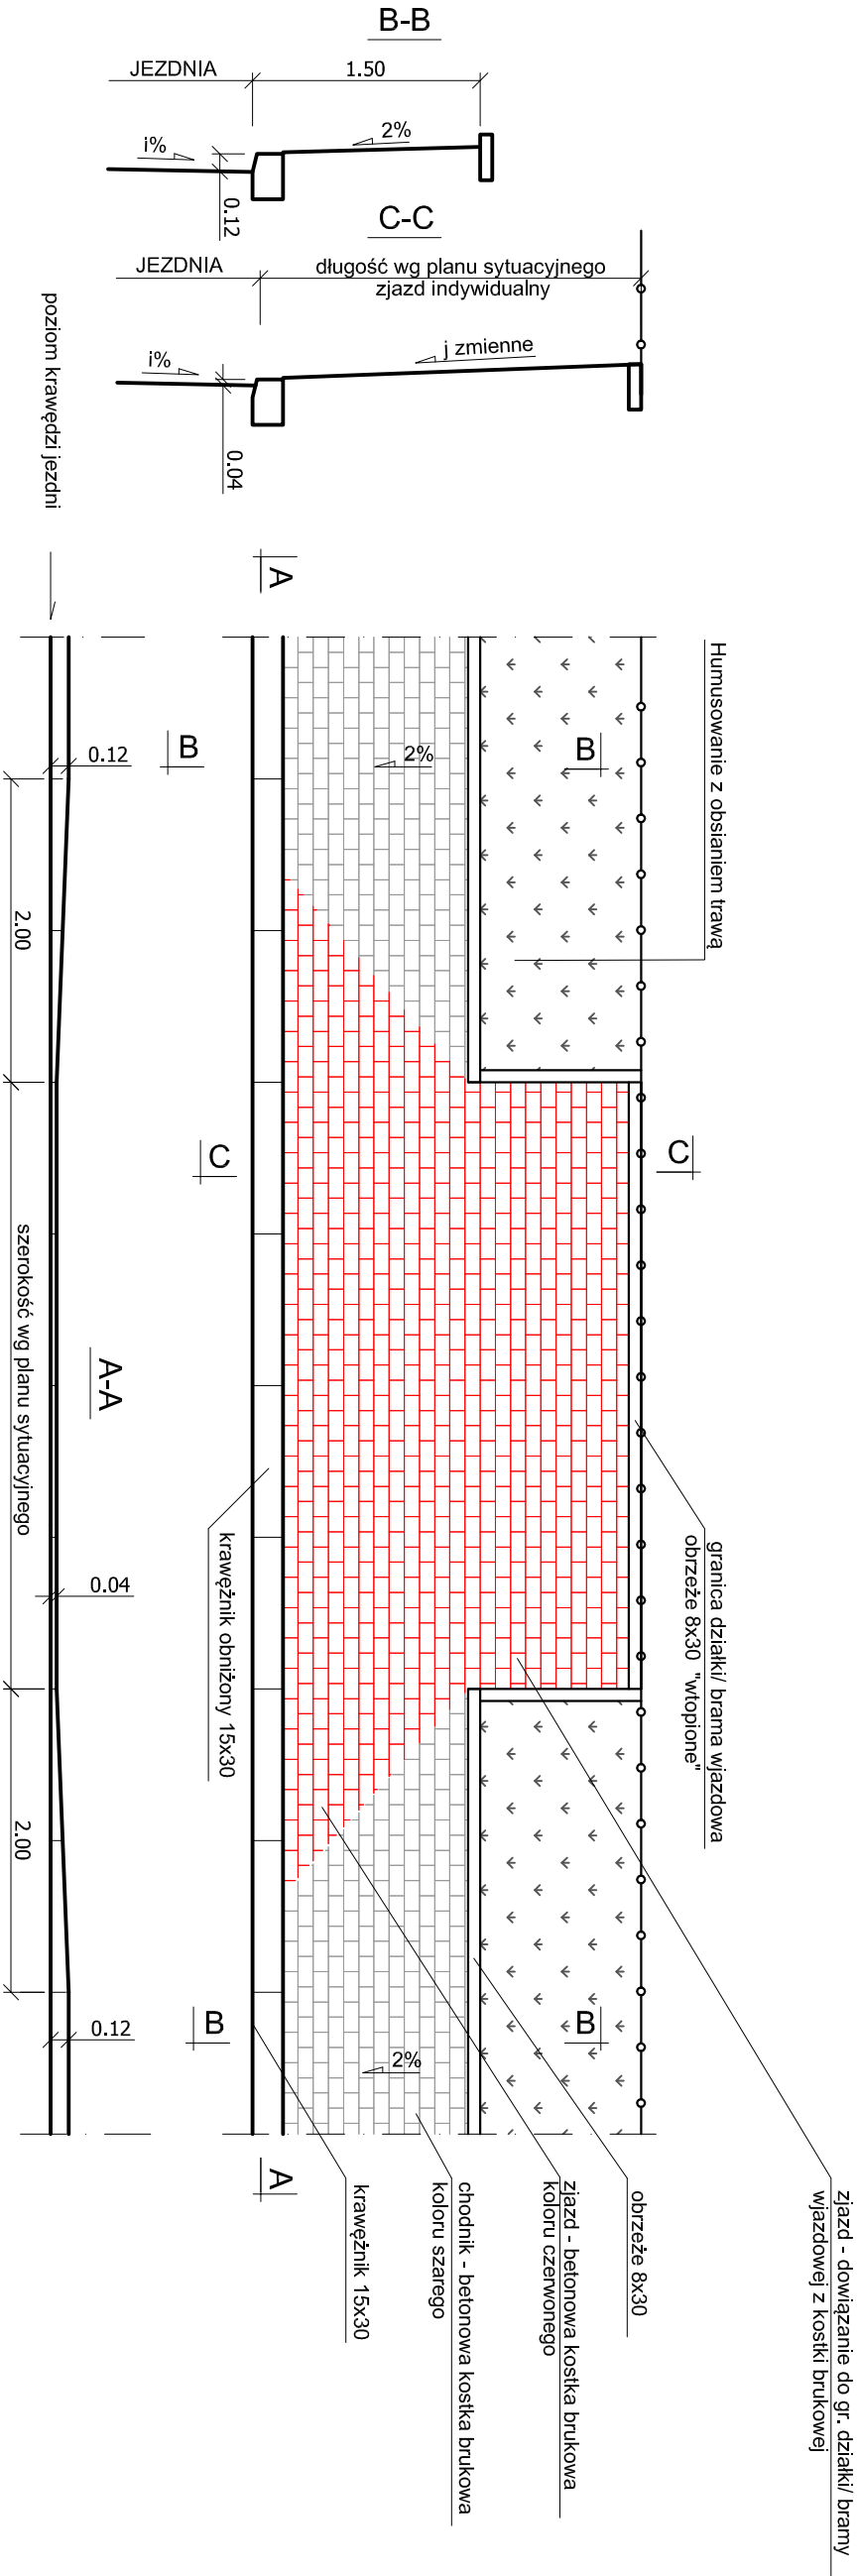 B-B
JEZDNIA
1.50
i%
2%
0.12
C-C
JEZDNIA
długość wg planu sytuacyjnego
zjazd indywidualny
i%
j zmienne
0.04
poziom krawędzi jezdni
A
Humusowanie z obsianiem trawą
0.12
B
2%
B
2.00
C
C
szerokość wg planu sytuacyjnego
A-A
krawężnik obniżony 15x30
granica działki/ brama wjazdowa
obrzeże 8x30 "wtopione"
0.04
2.00
0.12
B
2%
B
A
krawężnik 15x30
chodnik - betonowa kostka brukowa
koloru szarego
zjazd - betonowa kostka brukowa
koloru czerwonego
obrzeże 8x30
zjazd - dowiązanie do gr. działki/ bramy
wjazdowej z kostki brukowej